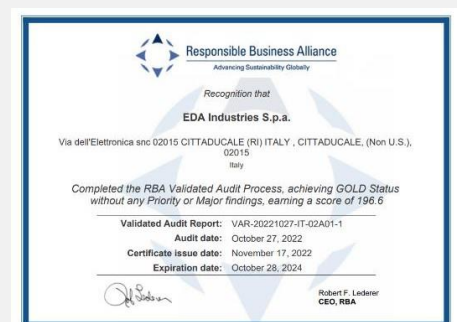 Responsible Business Alliance
Advancing Sustainability Globally
Recognition that
EDA Industries S.p.a.
Via dell'Elettronica snc 02015 CITTADUCALE (RI) ITALY , CITTADUCALE, (Non U.S.),
02015
Italy
Completed the RBA Validated Audit Process, achieving GOLD Status
without any Priority or Major findings, earning a score of 196.6
Validated Audit Report: VAR-20221027-IT-02A01-1
Audit date: October 27, 2022
Certificate issue date: November 17, 2022
Expiration date: October 28, 2024
Robert F. Lederer
CEO, RBA